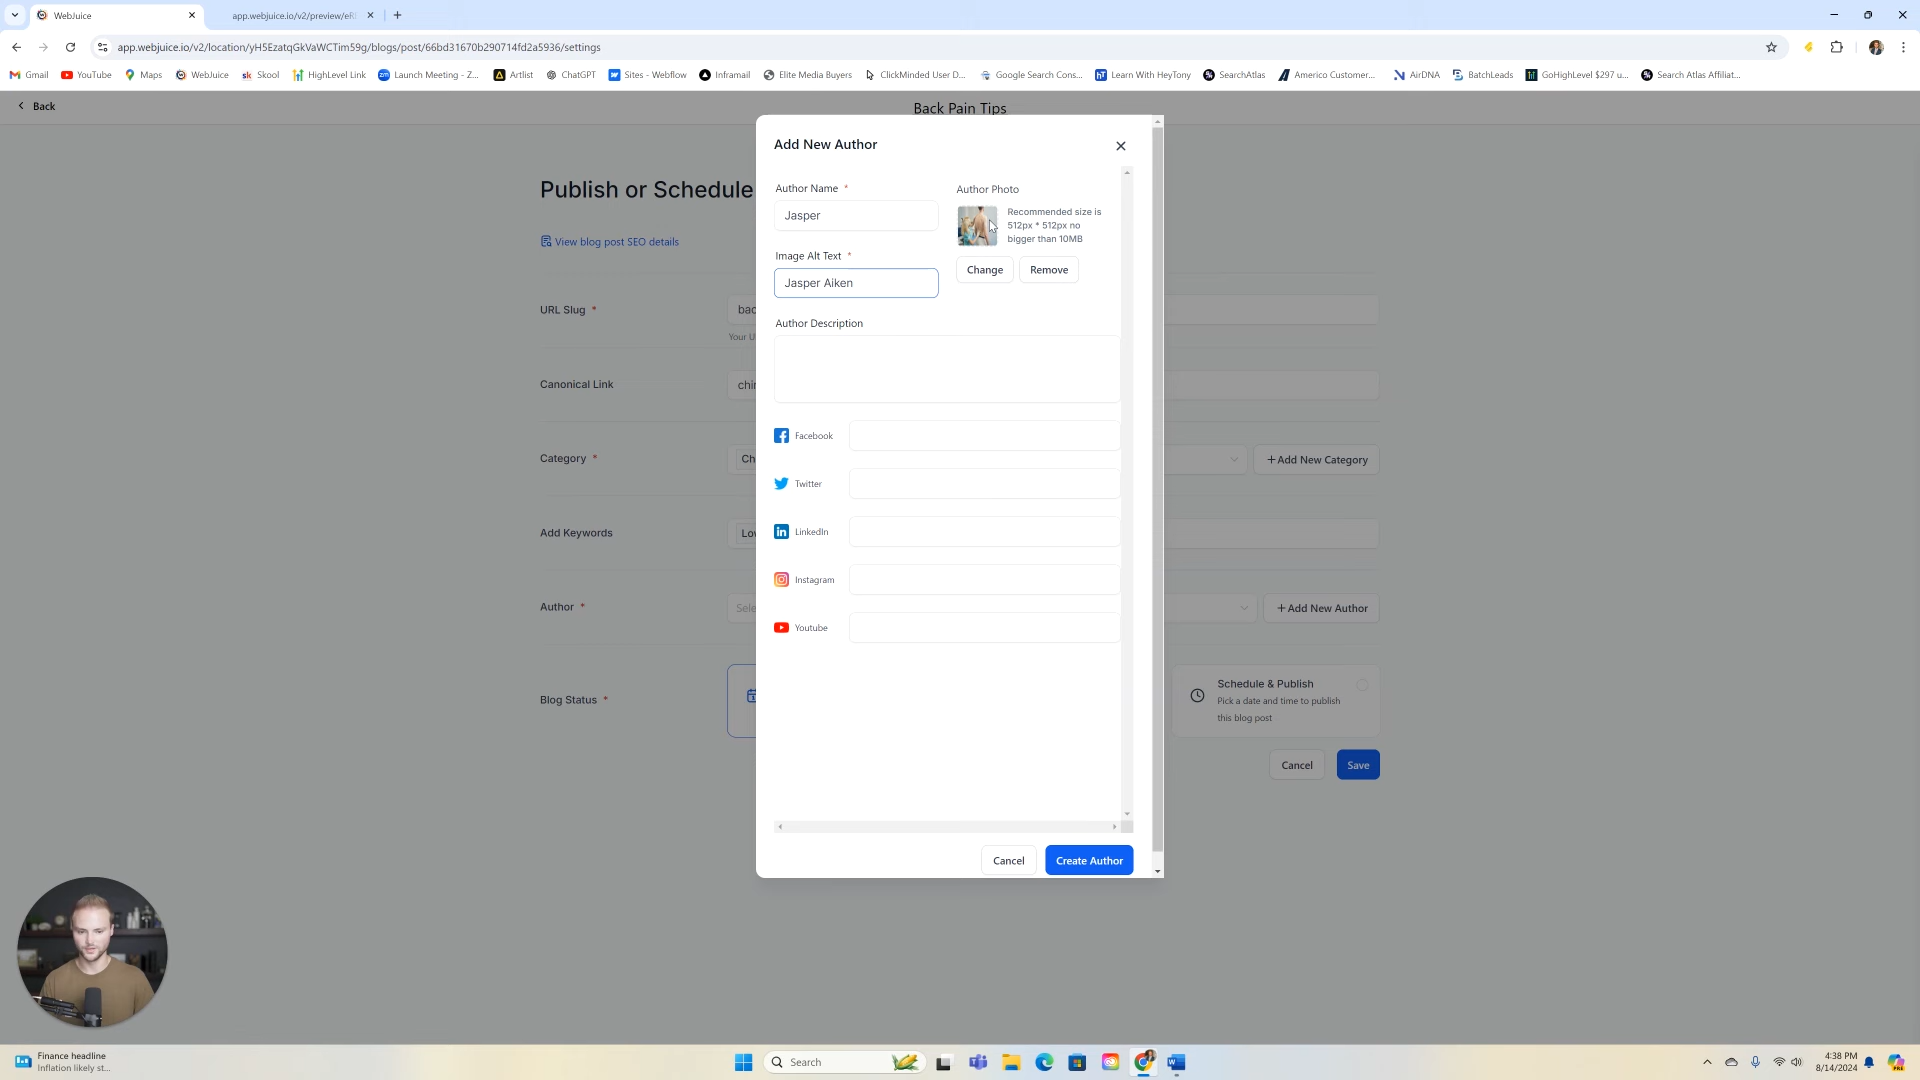 WebJuice
app.webjuice.io/v2/preview/eR
app.webjuice.io/v2/location/yH5EzatqGkVaWCTim59g/blogs/post/66bd31670b290714fd2a5936/settings
Gmail YouTube Maps WebJuice Skool HighLevel Link Launch Meeting - Z... Artlist ChatGPT Sites - Webflow Inframail Elite Media Buyers ClickMinded User D... Google Search Cons... Learn With HeyTony SearchAtlas Americo Customer... AirDNA BatchLeads GoHighLevel $297 u... Search Atlas Affiliat...
Back
Back Pain Tips
Add New Author
Publish or Schedule
View blog post SEO details
Author Name *
Jasper
Author Photo
Recommended size is
512px * 512px no
bigger than 10MB
Change Remove
Image Alt Text *
Jasper Aiken
Author Description
Facebook
Twitter
LinkedIn
Instagram
Youtube
Cancel Create Author
URL Slug * bac
Your U
Canonical Link chir
Category * Ch
+ Add New Category
Add Keywords Lov
Author * Sele
+ Add New Author
Blog Status *
Schedule & Publish
Pick a date and time to publish
this blog post
Cancel Save
Finance headline
Inflation likely st...
Search
4:38 PM
8/14/2024